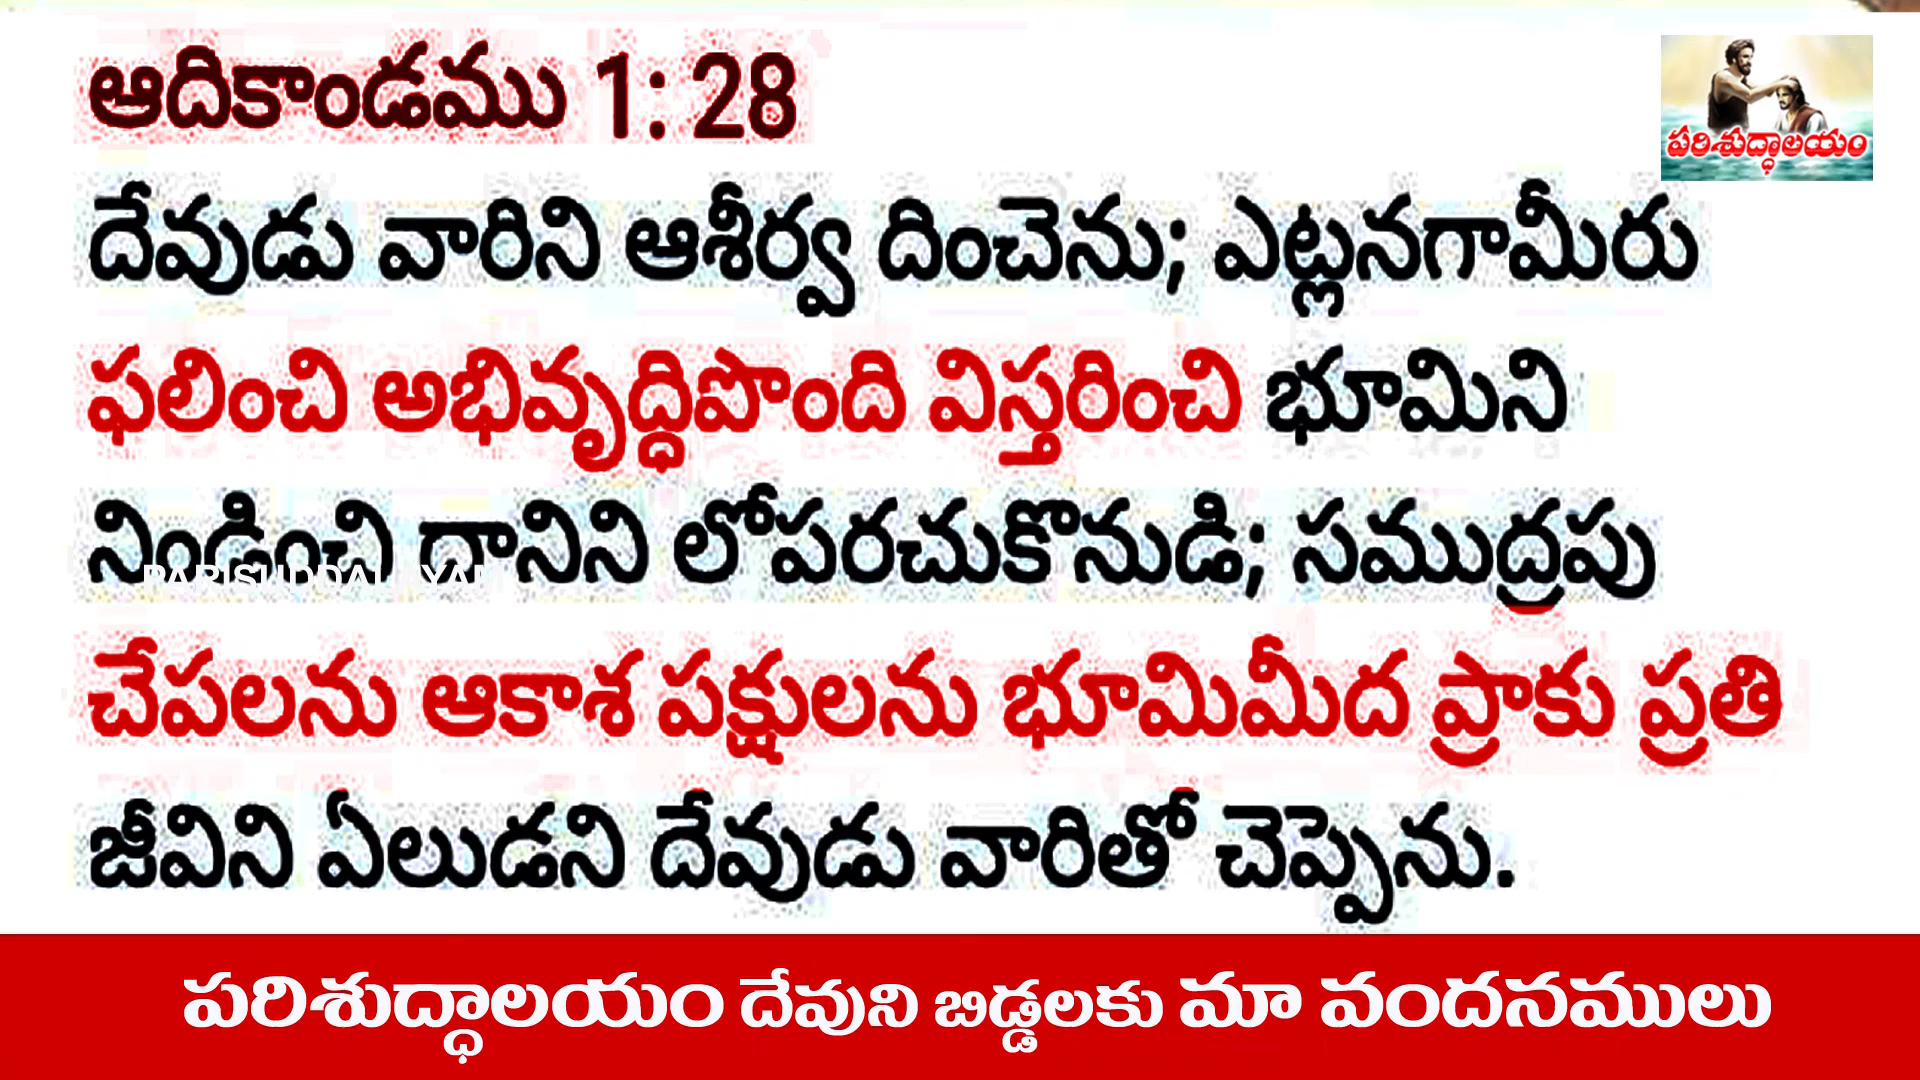 ఆదికాండము 1: 28
పరిశుద్ధాలయం
దేవుడు వారిని ఆశీర్వ దించెను; ఎట్లనగామీరు
ఫలించి అభివృద్ధిపొంది విస్తరించి భూమిని
నిండించి దానిని లోపరచుకొనుడి; సముద్రపు
PARISUDDALAYAM
చేపలను ఆకాశ పక్షులను భూమిమీద ప్రాకు ప్రతి
జీవిని ఏలుడని దేవుడు వారితో చెప్పెను.
పరిశుద్ధాలయం దేవుని బిడ్డలకు మా వందనములు